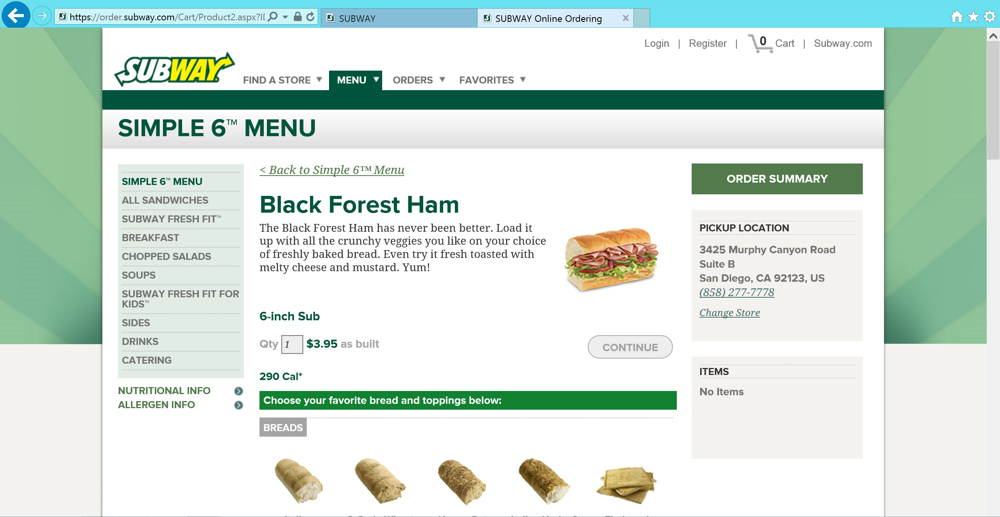 https://order.subway.com/Cart/Product2.aspx?II
SUBWAY
SUBWAY Online Ordering
Login | Register | 0 Cart | Subway.com
SUBWAY
FIND A STORE
MENU
ORDERS
FAVORITES
SIMPLE 6™ MENU
SIMPLE 6™ MENU
ALL SANDWICHES
SUBWAY FRESH FIT™
BREAKFAST
CHOPPED SALADS
SOUPS
SUBWAY FRESH FIT FOR
KIDS™
SIDES
DRINKS
CATERING
NUTRITIONAL INFO
ALLERGEN INFO
< Back to Simple 6™ Menu
Black Forest Ham
The Black Forest Ham has never been better. Load it
up with all the crunchy veggies you like on your choice
of freshly baked bread. Even try it fresh toasted with
melty cheese and mustard. Yum!
6-inch Sub
Qty 1 $3.95 as built
CONTINUE
290 Cal*
Choose your favorite bread and toppings below:
BREADS
ORDER SUMMARY
PICKUP LOCATION
3425 Murphy Canyon Road
Suite B
San Diego, CA 92123, US
(858) 277-7778
Change Store
ITEMS
No Items